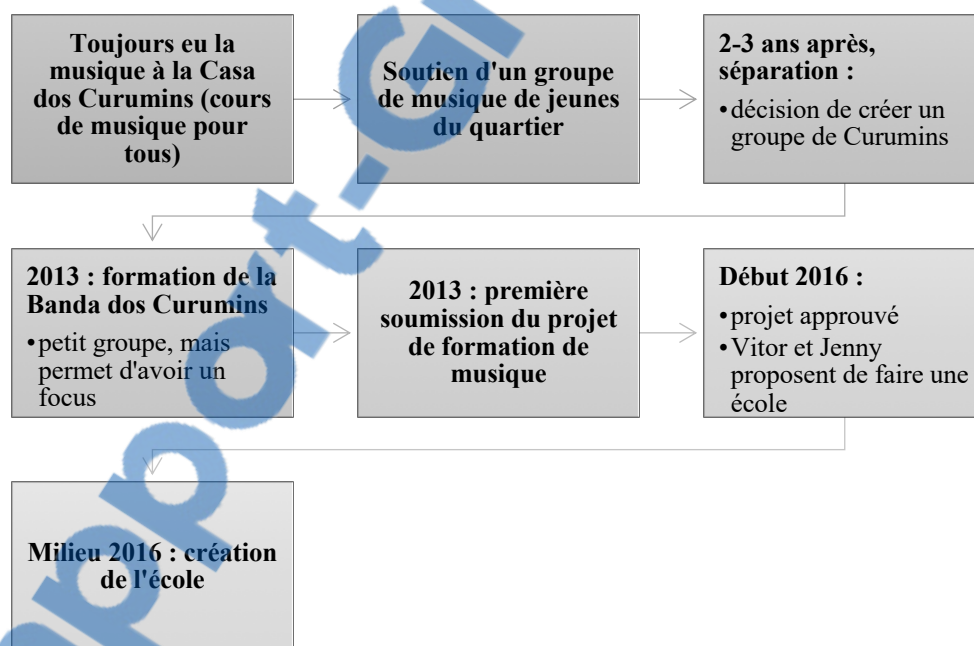 Toujours eu la
musique à la Casa
dos Curumins (cours
de musique pour
tous)
Soutien d'un groupe
de musique de jeunes
du quartier
2-3 ans après,
séparation :
•décision de créer un
groupe de Curumins
2013 : formation de la
Banda dos Curumins
•petit groupe, mais
permet d'avoir un
focus
2013 : première
soumission du projet
de formation de
musique
Début 2016 :
•projet approuvé
•Vitor et Jenny
proposent de faire une
école
Milieu 2016 : création
de l'école